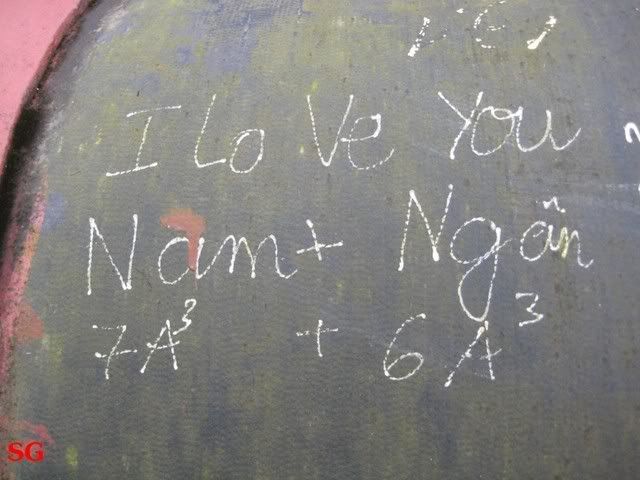 I Lo Ve You
Nam + Ngân
7A³ + 6A³
SG